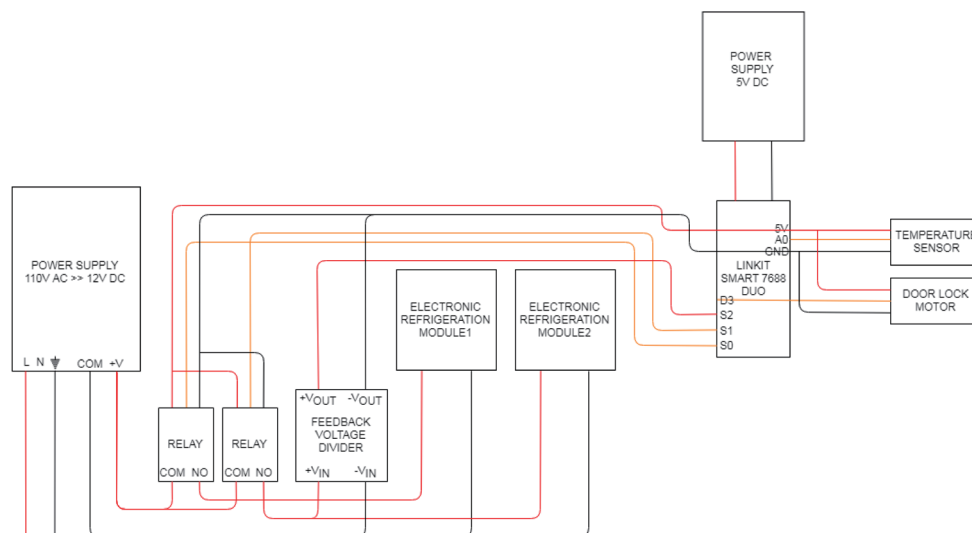 POWER
SUPPLY
5V DC
POWER SUPPLY
110V AC >> 12V DC
L N COM +V
5V
A0
GND
LINKIT
SMART 7688
DUO
D3
S2
S1
S0
TEMPERATURE
SENSOR
DOOR LOCK
MOTOR
ELECTRONIC
REFRIGERATION
MODULE1
ELECTRONIC
REFRIGERATION
MODULE2
RELAY
COM NO
RELAY
COM NO
+VOUT -VOUT
FEEDBACK
VOLTAGE
DIVIDER
+VIN -VIN